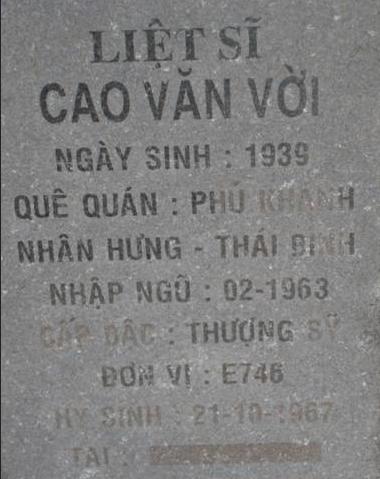 LIỆT SĨ
CAO VĂN VỜI
NGÀY SINH : 1939
QUÊ QUÁN : PHÚ KHÁNH
NHÂN HƯNG - THÁI BÌNH
NHẬP NGŨ : 02-1963
CẤP BẬC : THƯỢNG SỸ
ĐƠN VỊ : E746
HY SINH : 21-10-1967
TẠI :